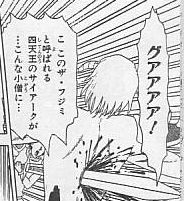 グアアアア！
こ このザ・フジミ
と呼ばれる
四天王のサイアークが
…こんな小僧に…